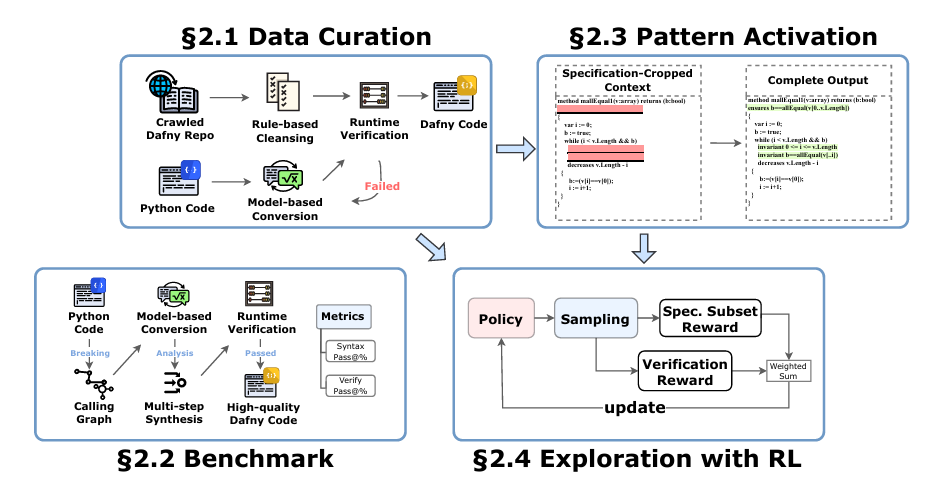 §2.1 Data Curation
Crawled
Dafny Repo
Rule-based
Cleansing
Runtime
Verification
Dafny Code
Python Code
Model-based
Conversion
Failed
§2.3 Pattern Activation
Specification-Cropped
Context
method mallEqual1(v:array) returns (b:bool)
var i := 0;
b := true;
while (i < v.Length && b)
decreases v.Length - i
{
b:=(v[i]==v[0]);
i := i+1;
}
}
Complete Output
method mallEqual1(v:array) returns (b:bool)
ensures b==allEqual(v[0..v.Length])
{
var i := 0;
b := true;
while (i < v.Length && b)
invariant 0 <= i <= v.Length
invariant b==allEqual(v[..i])
decreases v.Length - i
{
b:=(v[i]==v[0]);
i := i+1;
}
}
Python
Code
Model-based
Conversion
Runtime
Verification
Breaking
Analysis
Passed
Calling
Graph
Multi-step
Synthesis
High-quality
Dafny Code
Metrics
Syntax
Pass@%
Verify
Pass@%
§2.2 Benchmark
Policy
Sampling
Spec. Subset
Reward
Verification
Reward
Weighted
Sum
update
§2.4 Exploration with RL